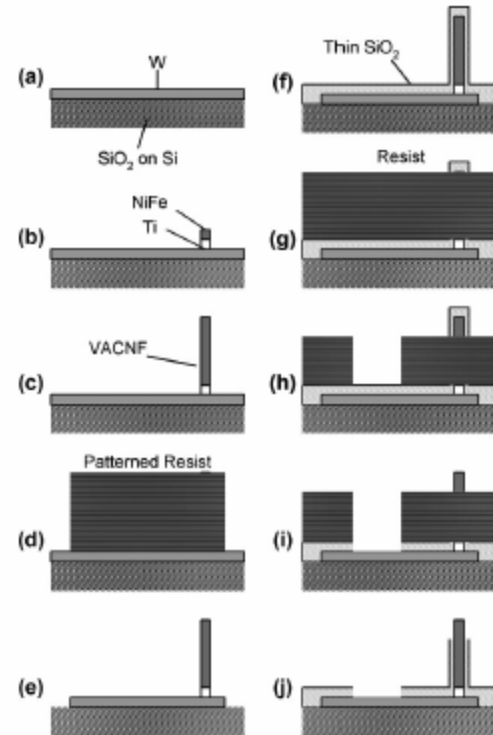 (a)
W
SiO₂ on Si
(b)
NiFe
Ti
(c)
VACNF
(d)
Patterned Resist
(e)
(f)
Thin SiO₂
(g)
Resist
(h)
(i)
(j)